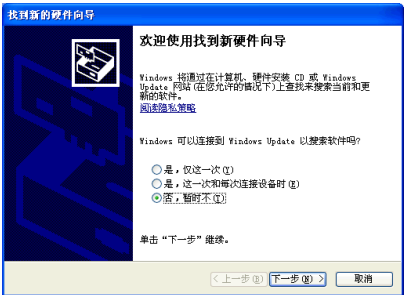 找到新的硬件向导
欢迎使用找到新硬件向导
Windows 将通过在计算机、硬件安装 CD 或 Windows
Update 网站(在您允许的情况下)上查找来搜索当前和更
新的软件。
阅读隐私策略
Windows 可以连接到 Windows Update 以搜索软件吗?
是，仅这一次(Y)
是，这一次和每次连接设备时(E)
否，暂时不(T)
单击“下一步”继续。
< 上一步(B) 下一步(N) > 取消